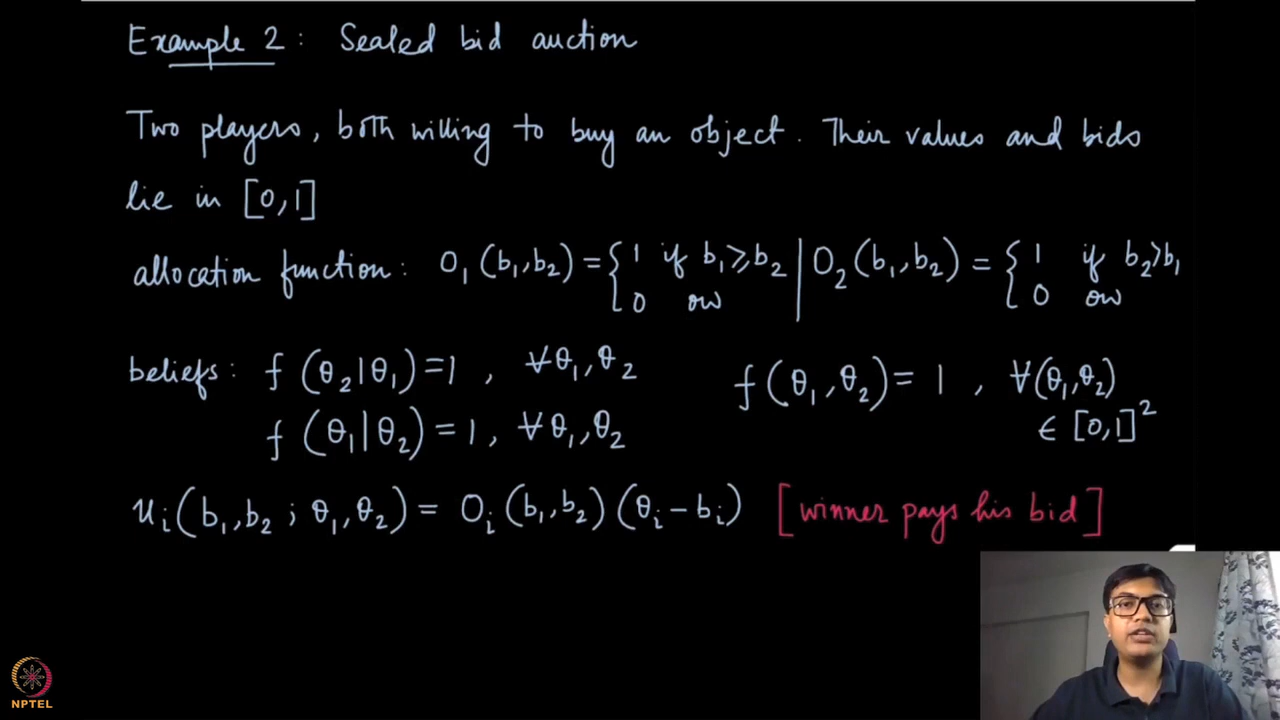 Example 2: Sealed bid auction
Two players, both willing to buy an object. Their values and bids
lie in [0,1]
allocation function: O₁(b₁,b₂) = { 1 if b₁ ⩾ b₂ | O₂(b₁,b₂) = { 1 if b₂>b₁
0 ow 0 ow
beliefs: f(θ₂|θ₁)=1, ∀θ₁,θ₂ f(θ₁,θ₂)= 1, ∀(θ₁,θ₂)
f(θ₁|θ₂)=1, ∀θ₁,θ₂ ∈ [0,1]²
uᵢ(b₁,b₂; θ₁,θ₂) = Oᵢ(b₁,b₂)(θᵢ-bᵢ) [winner pays his bid]
NPTEL